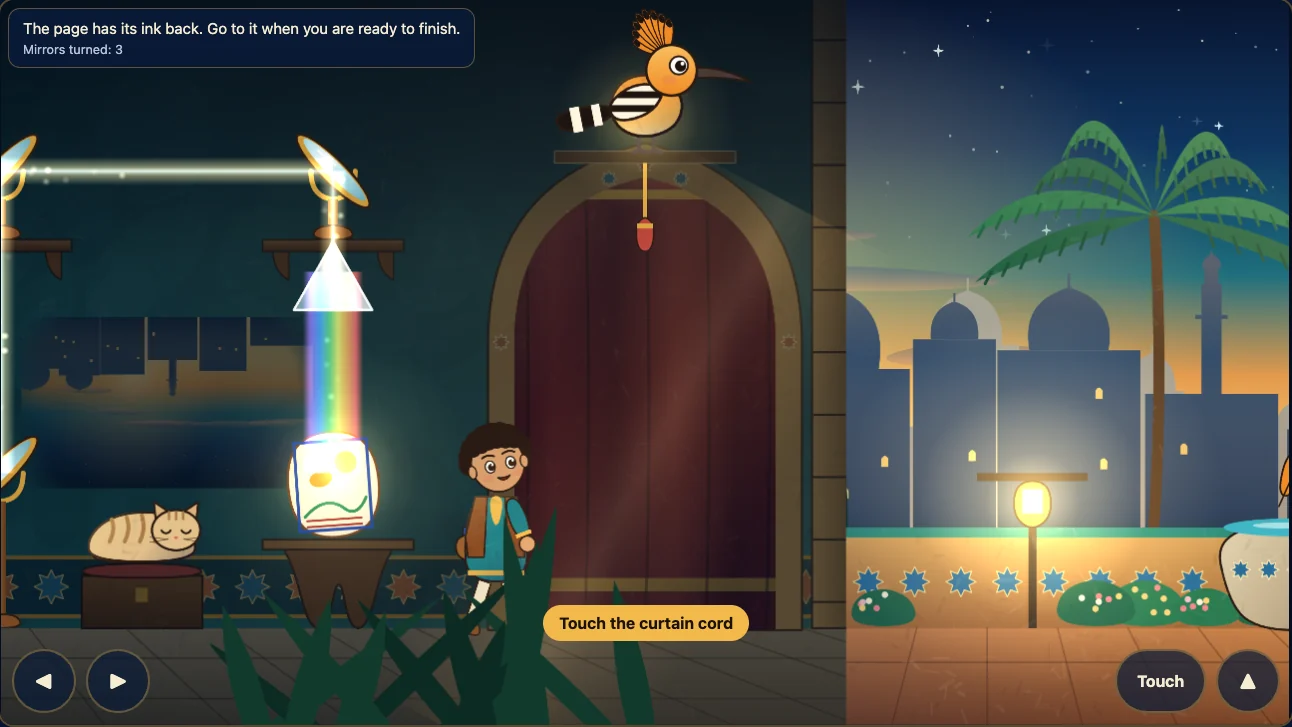 The page has its ink back. Go to it when you are ready to finish.
Mirrors turned: 3
Touch the curtain cord
Touch